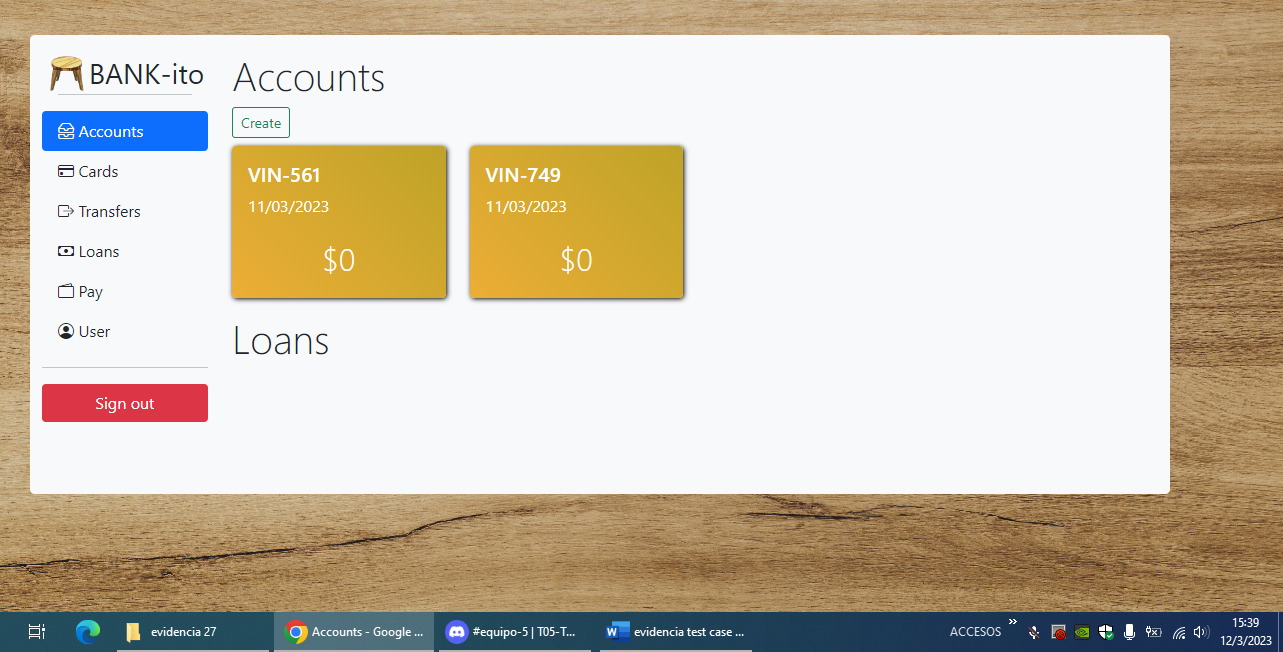 BANK-ito
Accounts
Cards
Transfers
Loans
Pay
User
Sign out
Accounts
Create
VIN-561
11/03/2023
$0
VIN-749
11/03/2023
$0
Loans
evidencia 27
Accounts - Google ...
#equipo-5 | T05-T...
evidencia test case ...
ACCESOS
15:39
12/3/2023